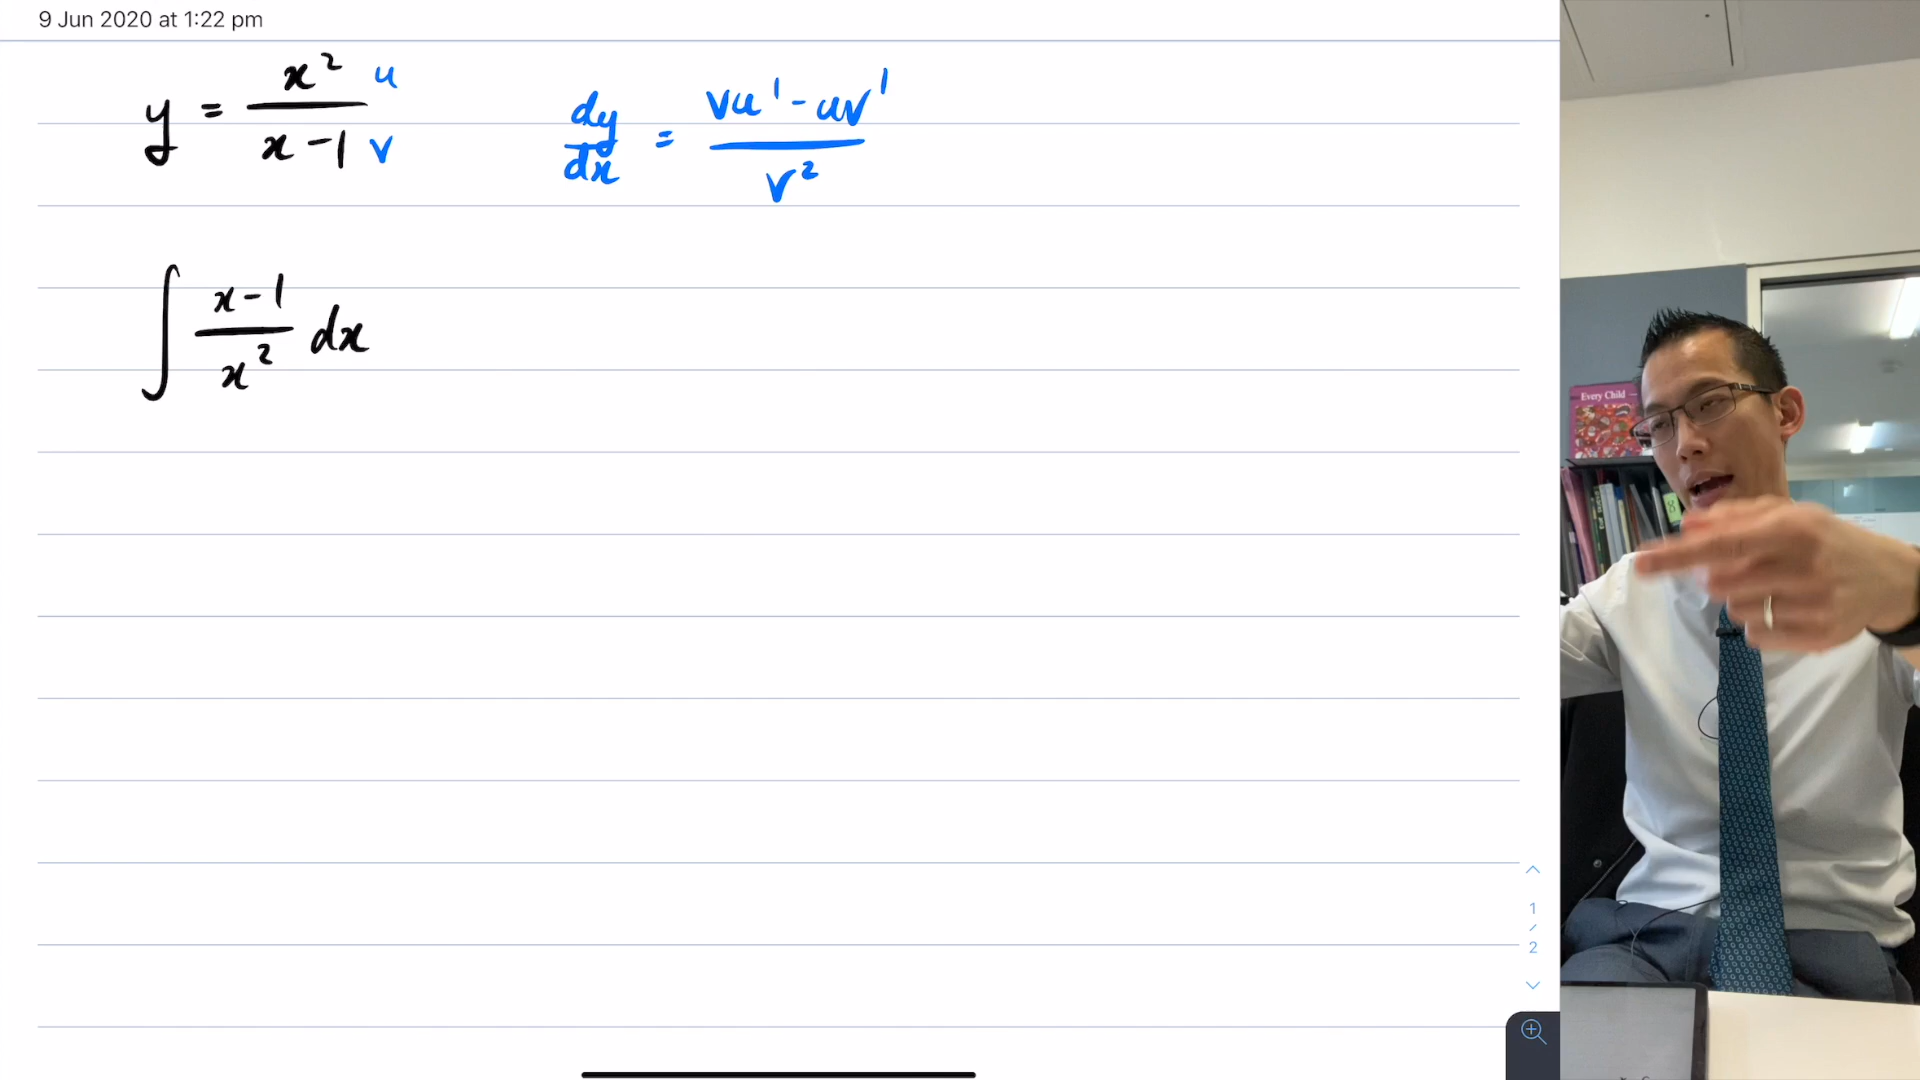 9 Jun 2020 at 1:22 pm
y = x² / x - 1 u v dy/dx = vu' - uv' / v²
∫ x-1 / x² dx
Every Child
1 / 2